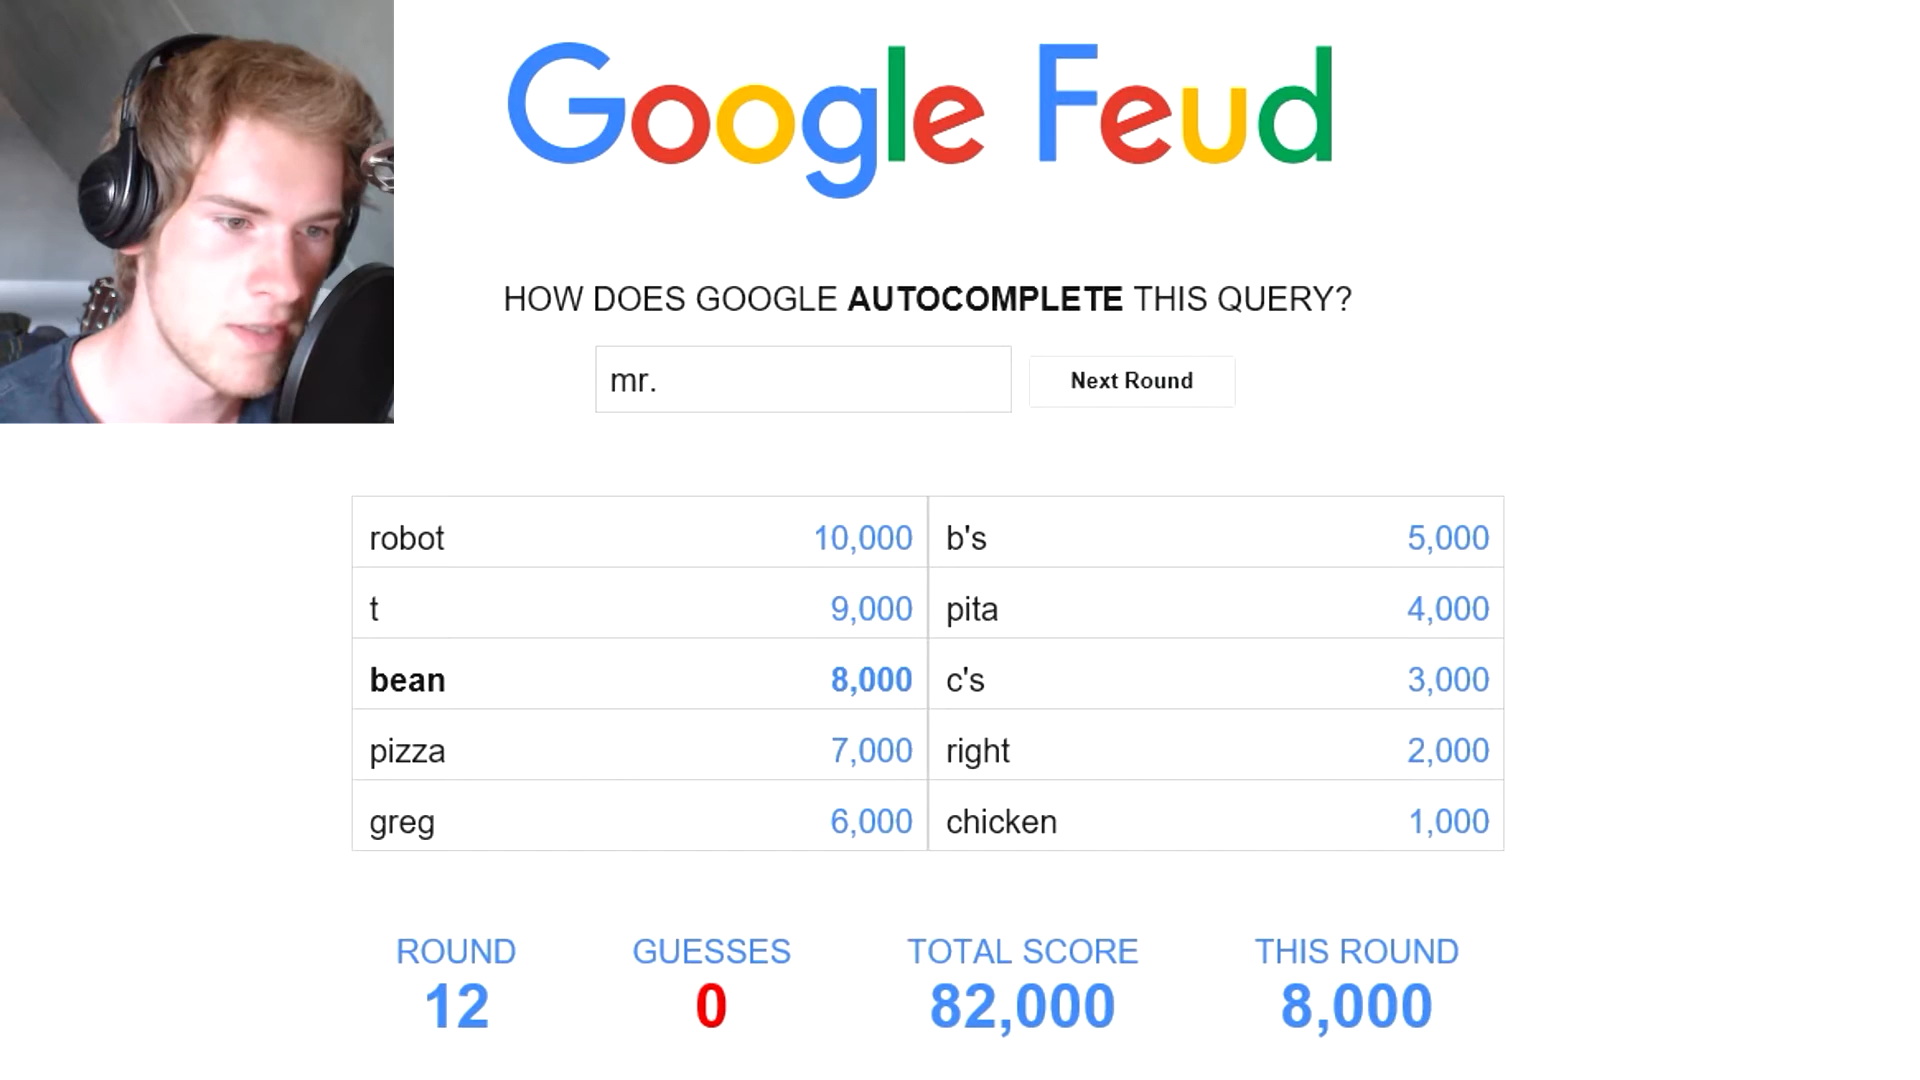 Google Feud
HOW DOES GOOGLE AUTOCOMPLETE THIS QUERY?
mr.
Next Round
robot 10,000
t 9,000
bean 8,000
pizza 7,000
greg 6,000
b's 5,000
pita 4,000
c's 3,000
right 2,000
chicken 1,000
ROUND GUESSES TOTAL SCORE THIS ROUND
12 0 82,000 8,000